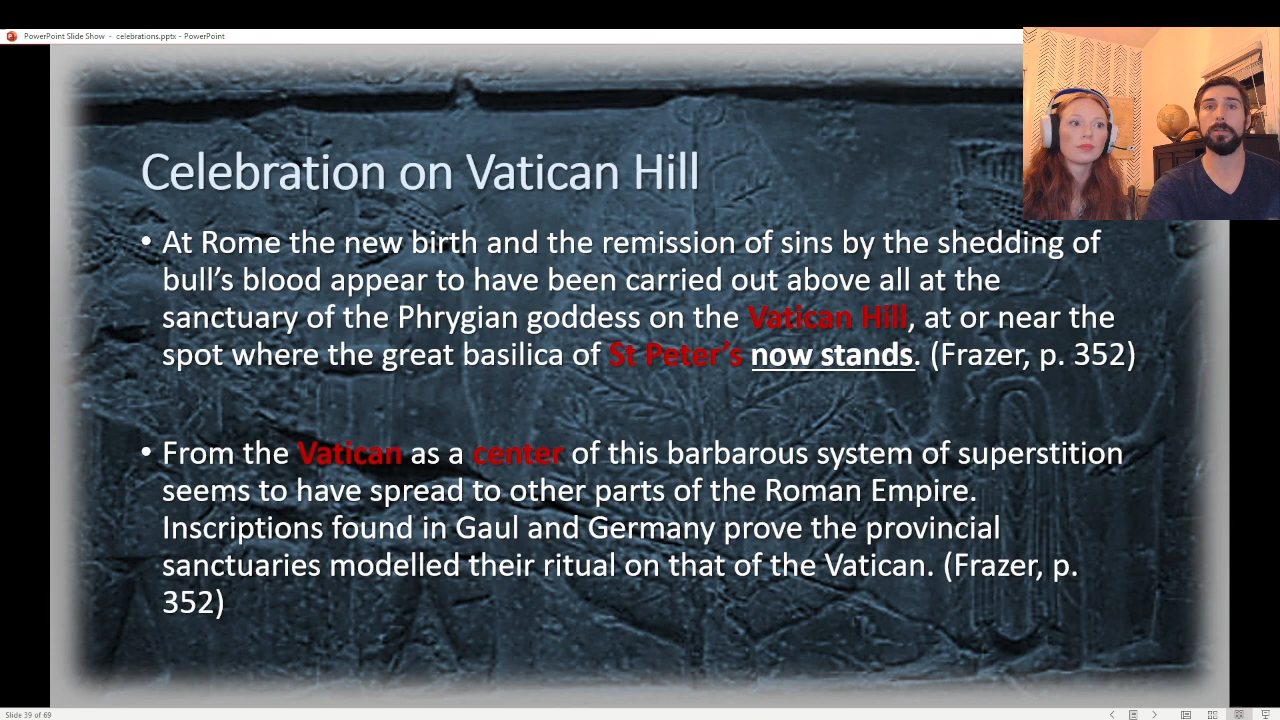 PowerPoint Slide Show - celebrations.pptx - PowerPoint
Celebration on Vatican Hill
• At Rome the new birth and the remission of sins by the shedding of
bull’s blood appear to have been carried out above all at the
sanctuary of the Phrygian goddess on the Vatican Hill, at or near the
spot where the great basilica of St Peter’s now stands. (Frazer, p. 352)
• From the Vatican as a center of this barbarous system of superstition
seems to have spread to other parts of the Roman Empire.
Inscriptions found in Gaul and Germany prove the provincial
sanctuaries modelled their ritual on that of the Vatican. (Frazer, p.
352)
Slide 39 of 69